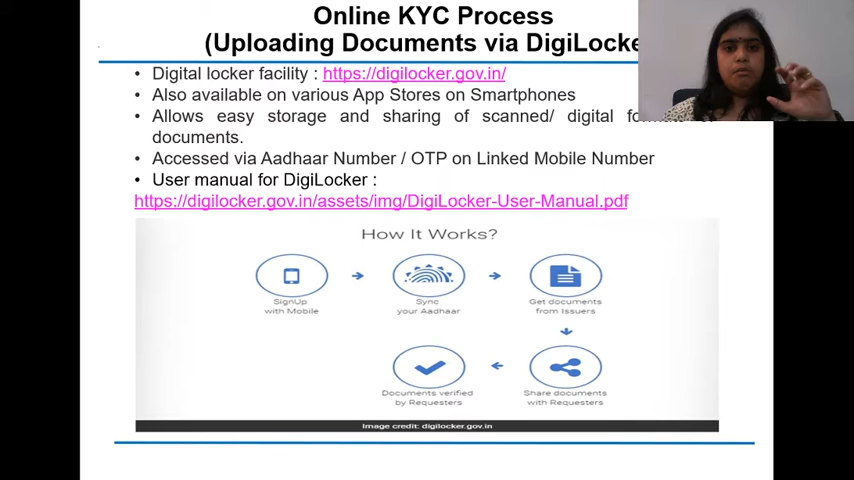 Online KYC Process
(Uploading Documents via DigiLocke
• Digital locker facility : https://digilocker.gov.in/
• Also available on various App Stores on Smartphones
• Allows easy storage and sharing of scanned/ digital
documents.
• Accessed via Aadhaar Number / OTP on Linked Mobile Number
• User manual for DigiLocker :
https://digilocker.gov.in/assets/img/DigiLocker-User-Manual.pdf
How It Works?
SignUp
with Mobile
Sync
your Aadhaar
Get documents
from Issuers
Documents verified
by Requesters
Share documents
with Requesters
Image credit: digilocker.gov.in